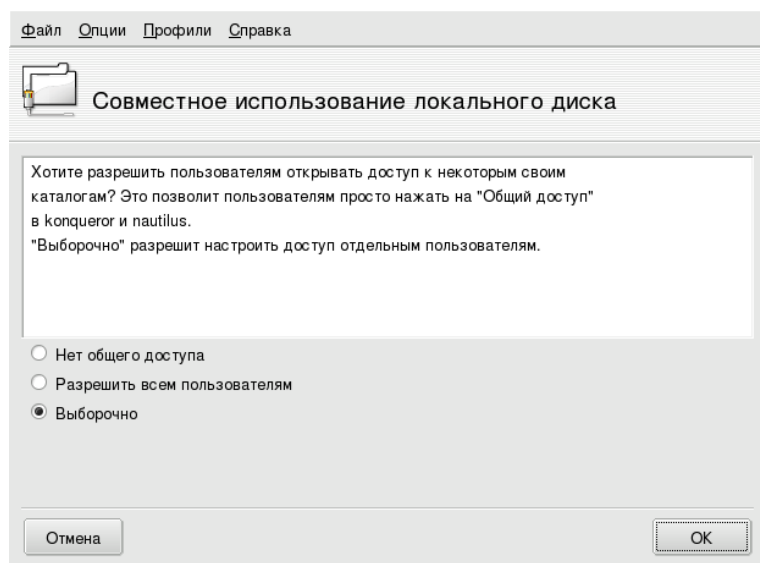 Файл Опции Профили Справка
Совместное использование локального диска
Хотите разрешить пользователям открывать доступ к некоторым своим
каталогам? Это позволит пользователям просто нажать на "Общий доступ"
в konqueror и nautilus.
"Выборочно" разрешит настроить доступ отдельным пользователям.
Нет общего доступа
Разрешить всем пользователям
Выборочно
Отмена OK